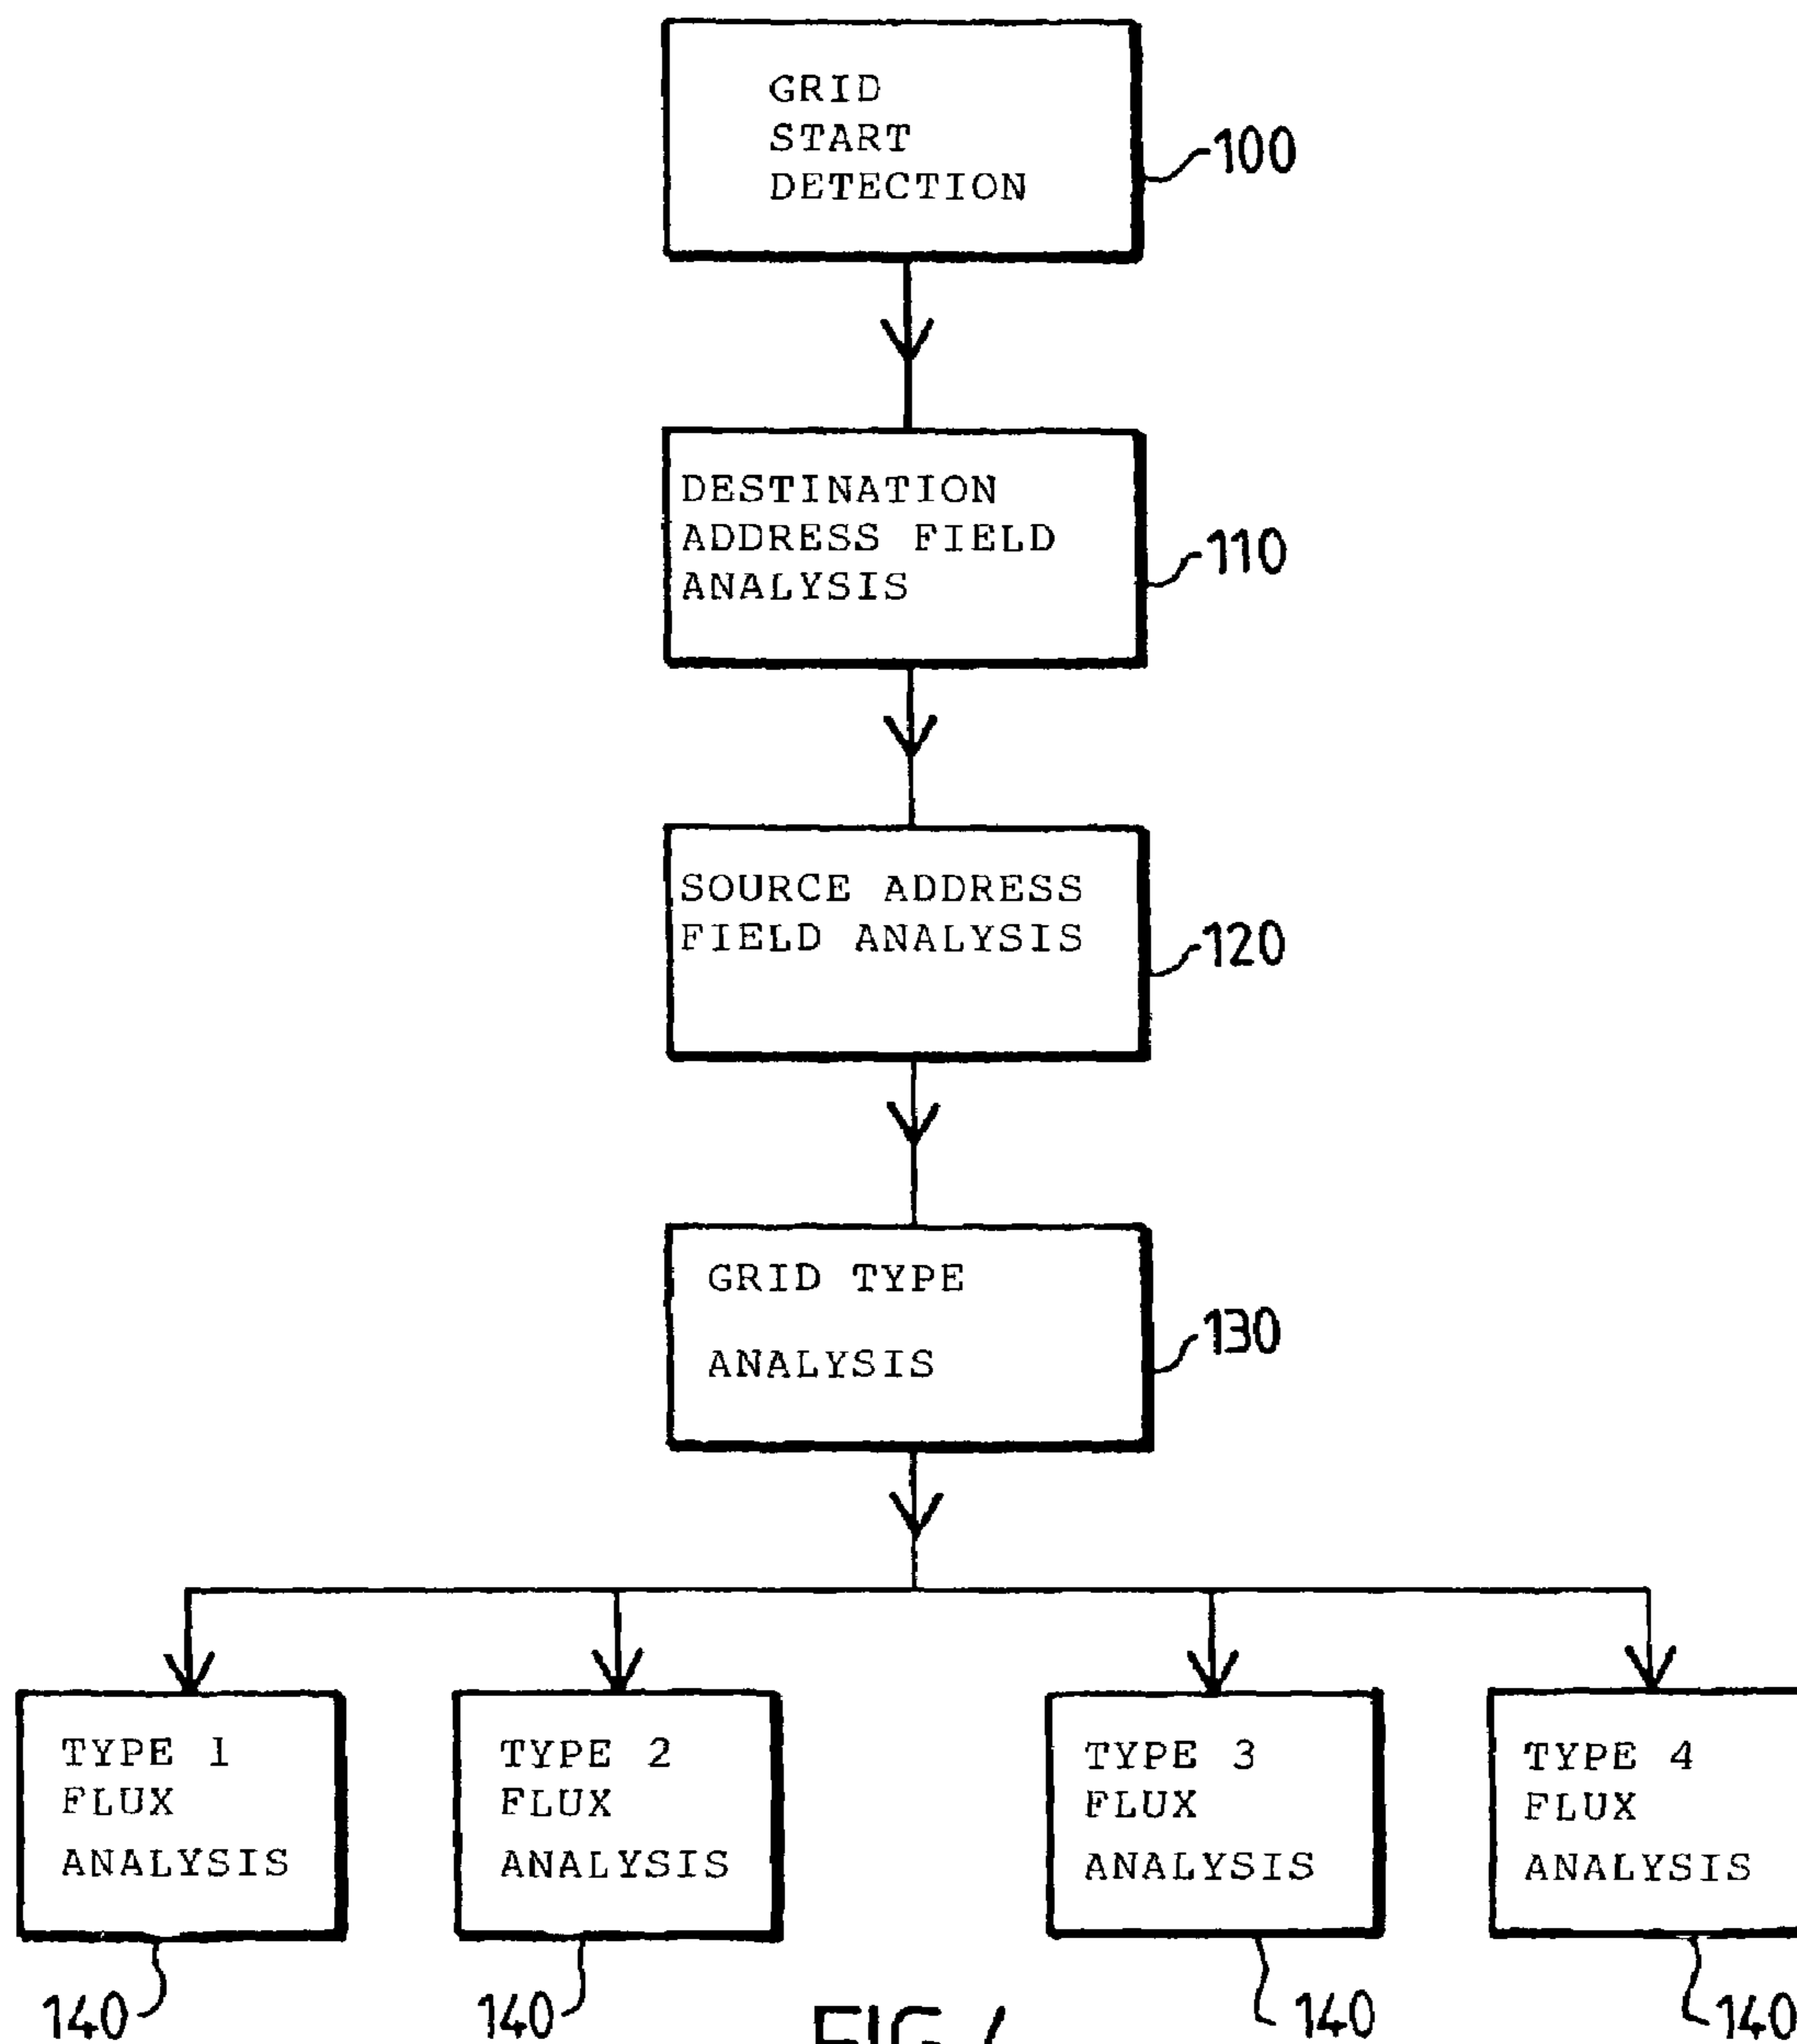 GRID
START
DETECTION
100
DESTINATION
ADDRESS FIELD
ANALYSIS
110
SOURCE ADDRESS
FIELD ANALYSIS
120
GRID TYPE
ANALYSIS
130
TYPE 1
FLUX
ANALYSIS
140
TYPE 2
FLUX
ANALYSIS
140
TYPE 3
FLUX
ANALYSIS
140
TYPE 4
FLUX
ANALYSIS
140
FIG